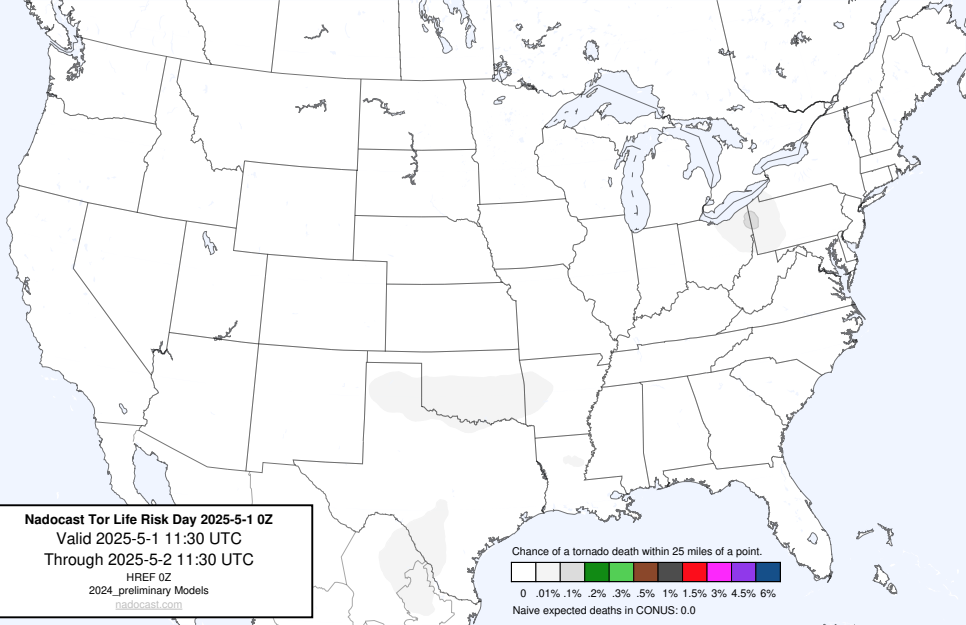 Nadocast Tor Life Risk Day 2025-5-1 0Z
Valid 2025-5-1 11:30 UTC
Through 2025-5-2 11:30 UTC
HREF 0Z
2024_preliminary Models
nadocast.com
Chance of a tornado death within 25 miles of a point.
0 .01% .1% .2% .3% .5% 1% 1.5% 3% 4.5% 6%
Naive expected deaths in CONUS: 0.0